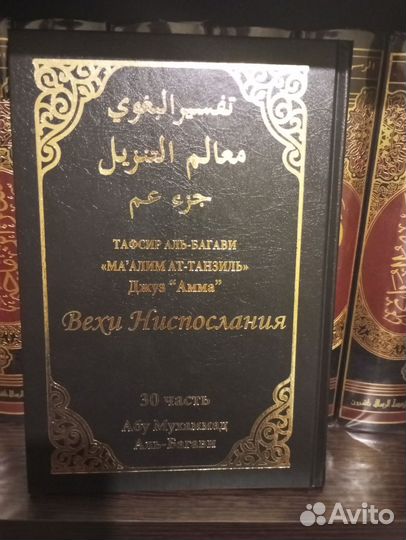 تفسير البغوي
معالم التنزيل
جزء عم
ТАФСИР АЛЬ-БАГАВИ
«МА'АЛИМ АТ-ТАНЗИЛЬ»
Джуз “Амма”
Вехи Ниспослания
30 часть
Абу Мухаммад
Аль-Багави
Avito